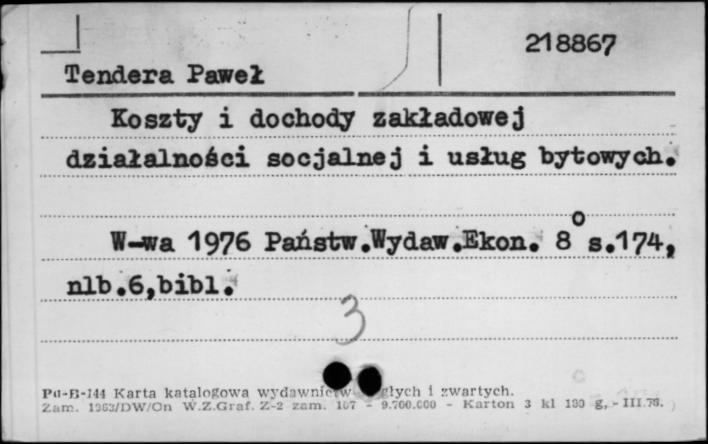 218867
Tendera Paweł
Koszty i dochody zakładowej
działalności socjalnej i usług bytowych.
W-wa 1976 Państw.Wydaw.Ekon. 8° s.174,
nlb.6,bibl.
3
Pu-B-144 Karta katalogowa wydawnictw głych i zwartych.
Zam. 1963/DW/On W.Z.Graf. Z-2 zam. 107 - 9.700.000 - Karton 3 kl 180 g, - III.76.